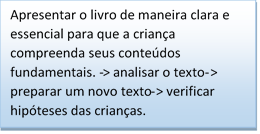 Apresentar o livro de maneira clara e
essencial para que a criança
compreenda seus conteúdos
fundamentais. -> analisar o texto->
preparar um novo texto-> verificar
hipóteses das crianças.